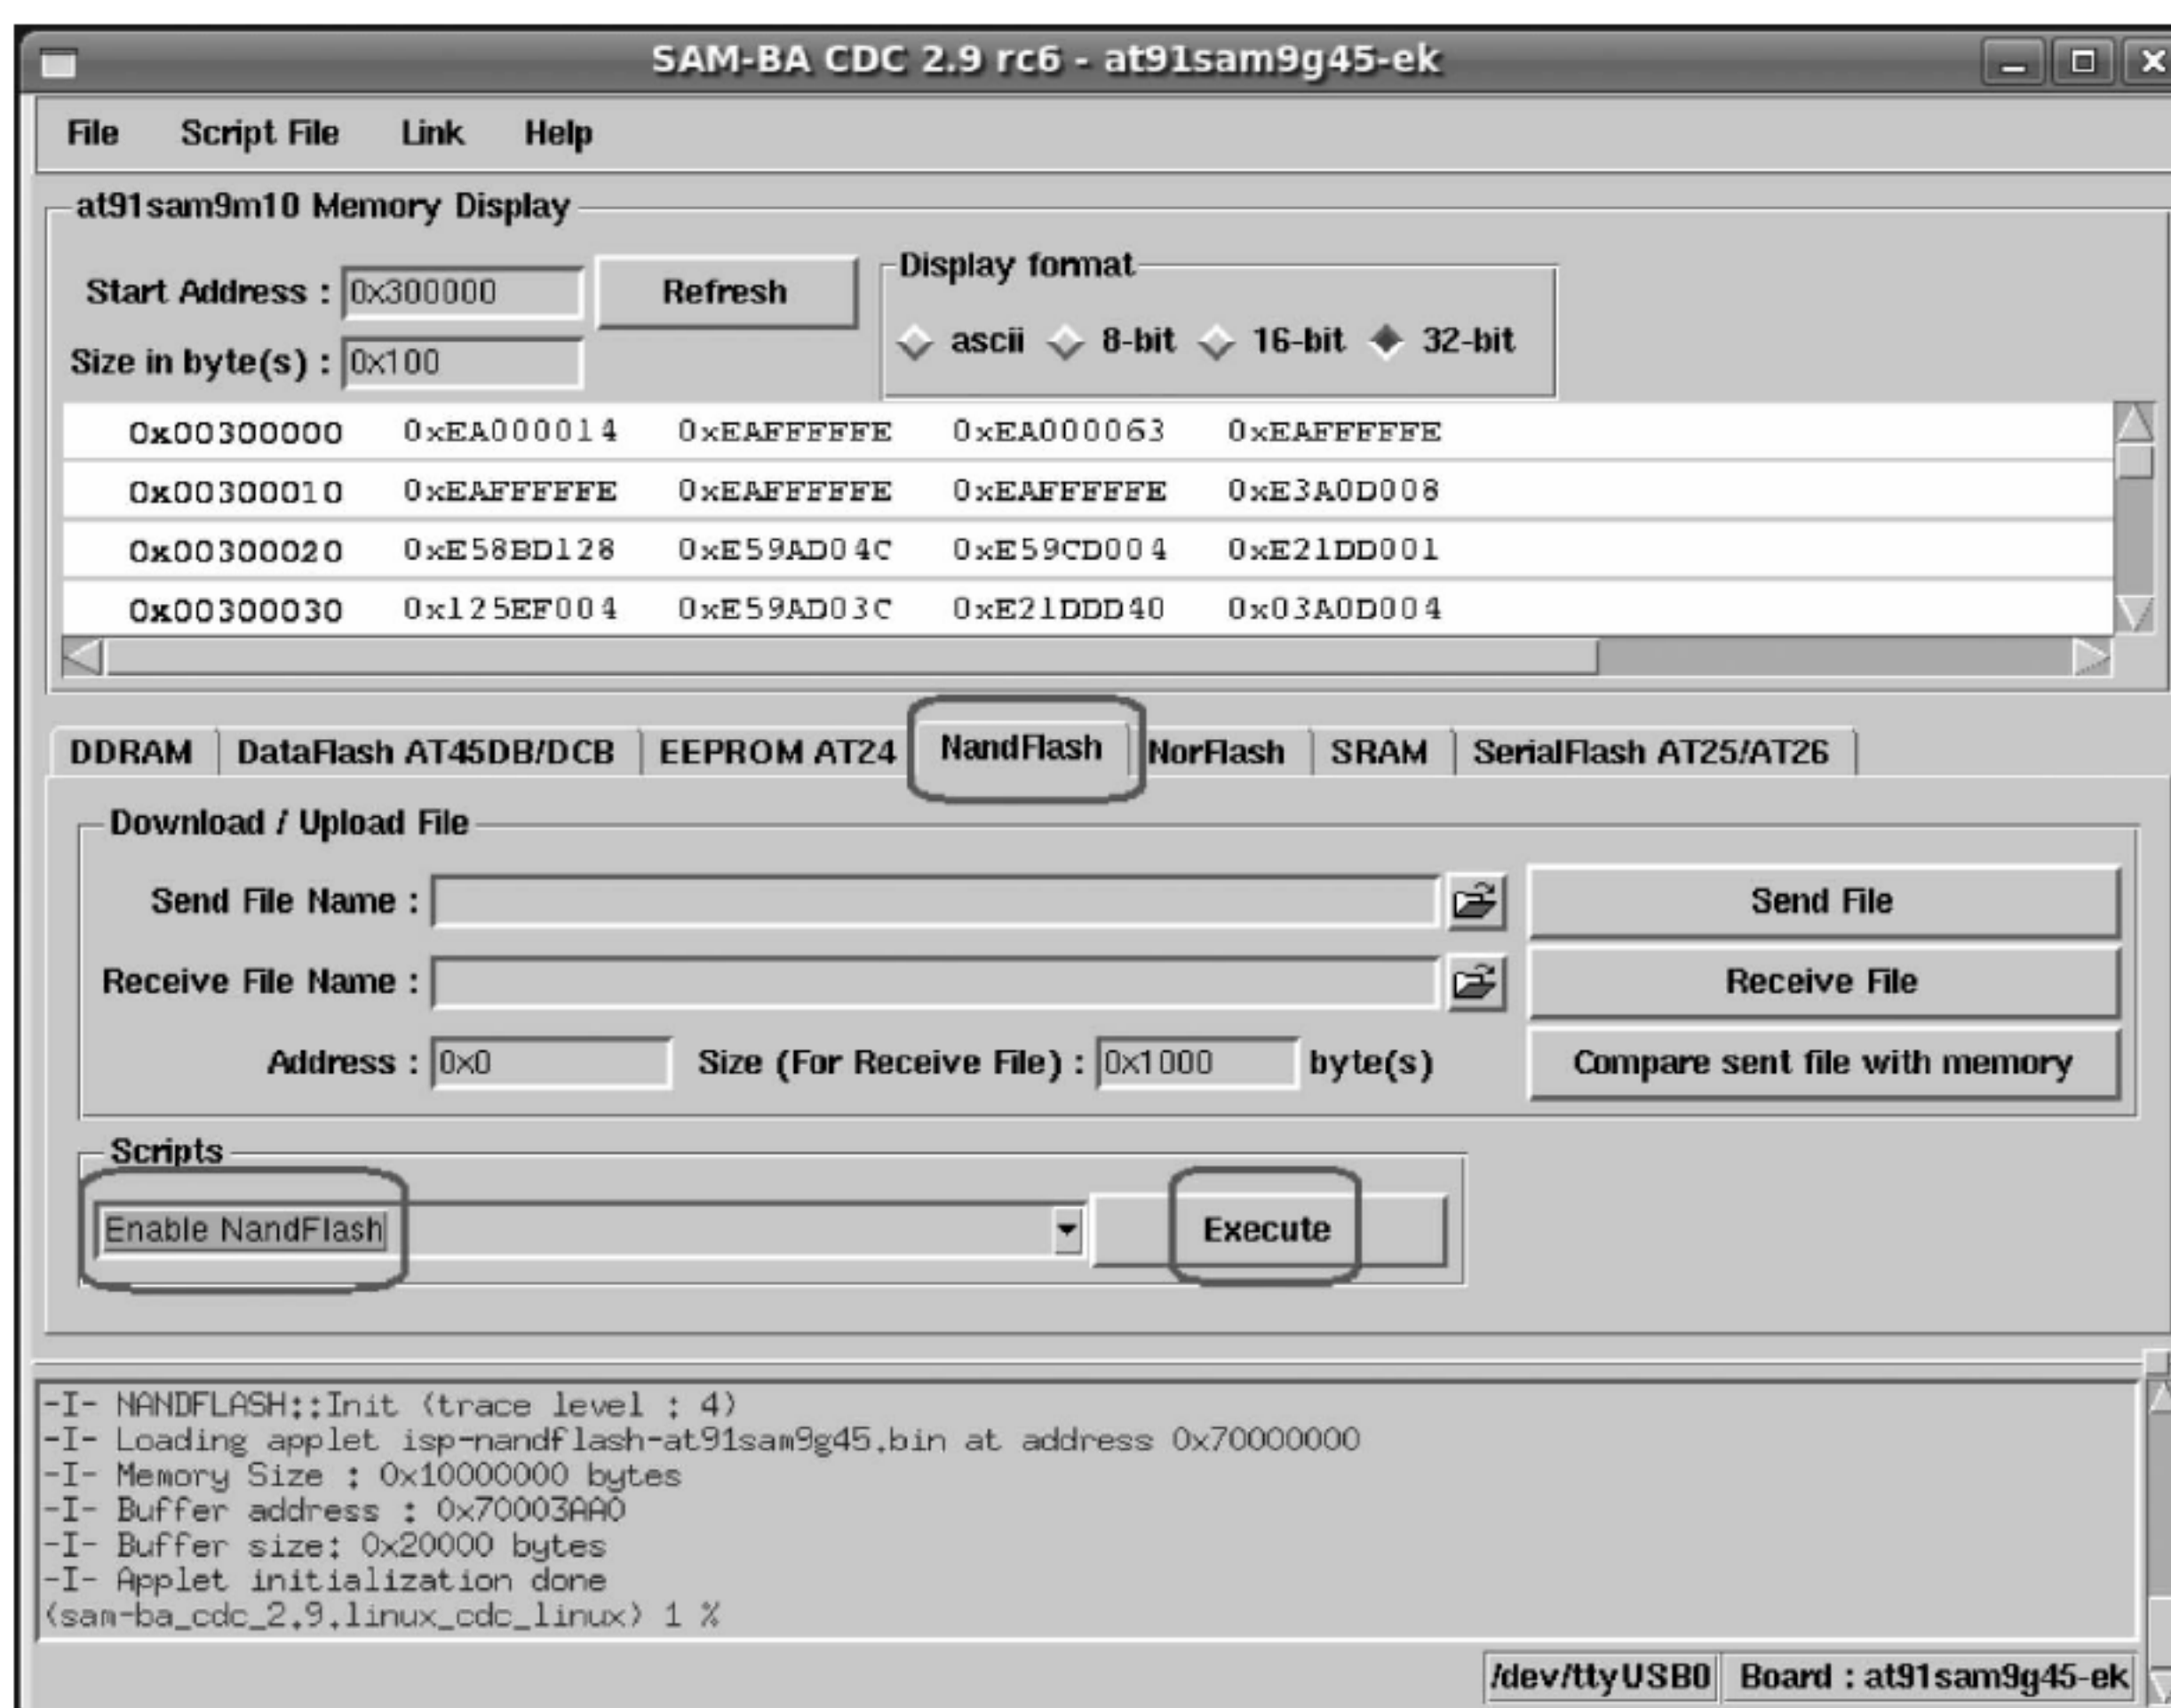 SAM-BA CDC 2.9 rc6 - at91sam9g45-ek
File Script File Link Help
at91sam9m10 Memory Display
Start Address : 0x300000 Refresh
Size in byte(s) : 0x100
Display format
ascii 8-bit 16-bit 32-bit
0x00300000 0xEA000014 0xEAFFFFFE 0xEA000063 0xEAFFFFFE
0x00300010 0xEAFFFFFE 0xEAFFFFFE 0xEAFFFFFE 0xE3A0D008
0x00300020 0xE58BD128 0xE59AD04C 0xE59CD004 0xE21DD001
0x00300030 0x125EF004 0xE59AD03C 0xE21DDD40 0x03A0D004
DDRAM DataFlash AT45DB/DCB EEPROM AT24 NandFlash NorFlash SRAM SerialFlash AT25/AT26
Download / Upload File
Send File Name : Send File
Receive File Name : Receive File
Address : 0x0 Size (For Receive File) : 0x1000 byte(s) Compare sent file with memory
Scripts
Enable NandFlash Execute
-I- NANDFLASH::Init (trace level : 4)
-I- Loading applet isp-nandflash-at91sam9g45.bin at address 0x70000000
-I- Memory Size : 0x10000000 bytes
-I- Buffer address : 0x70003AA0
-I- Buffer size: 0x20000 bytes
-I- Applet initialization done
(sam-ba_cdc_2.9.linux_cdc_linux) 1 %
/dev/ttyUSB0 Board : at91sam9g45-ek